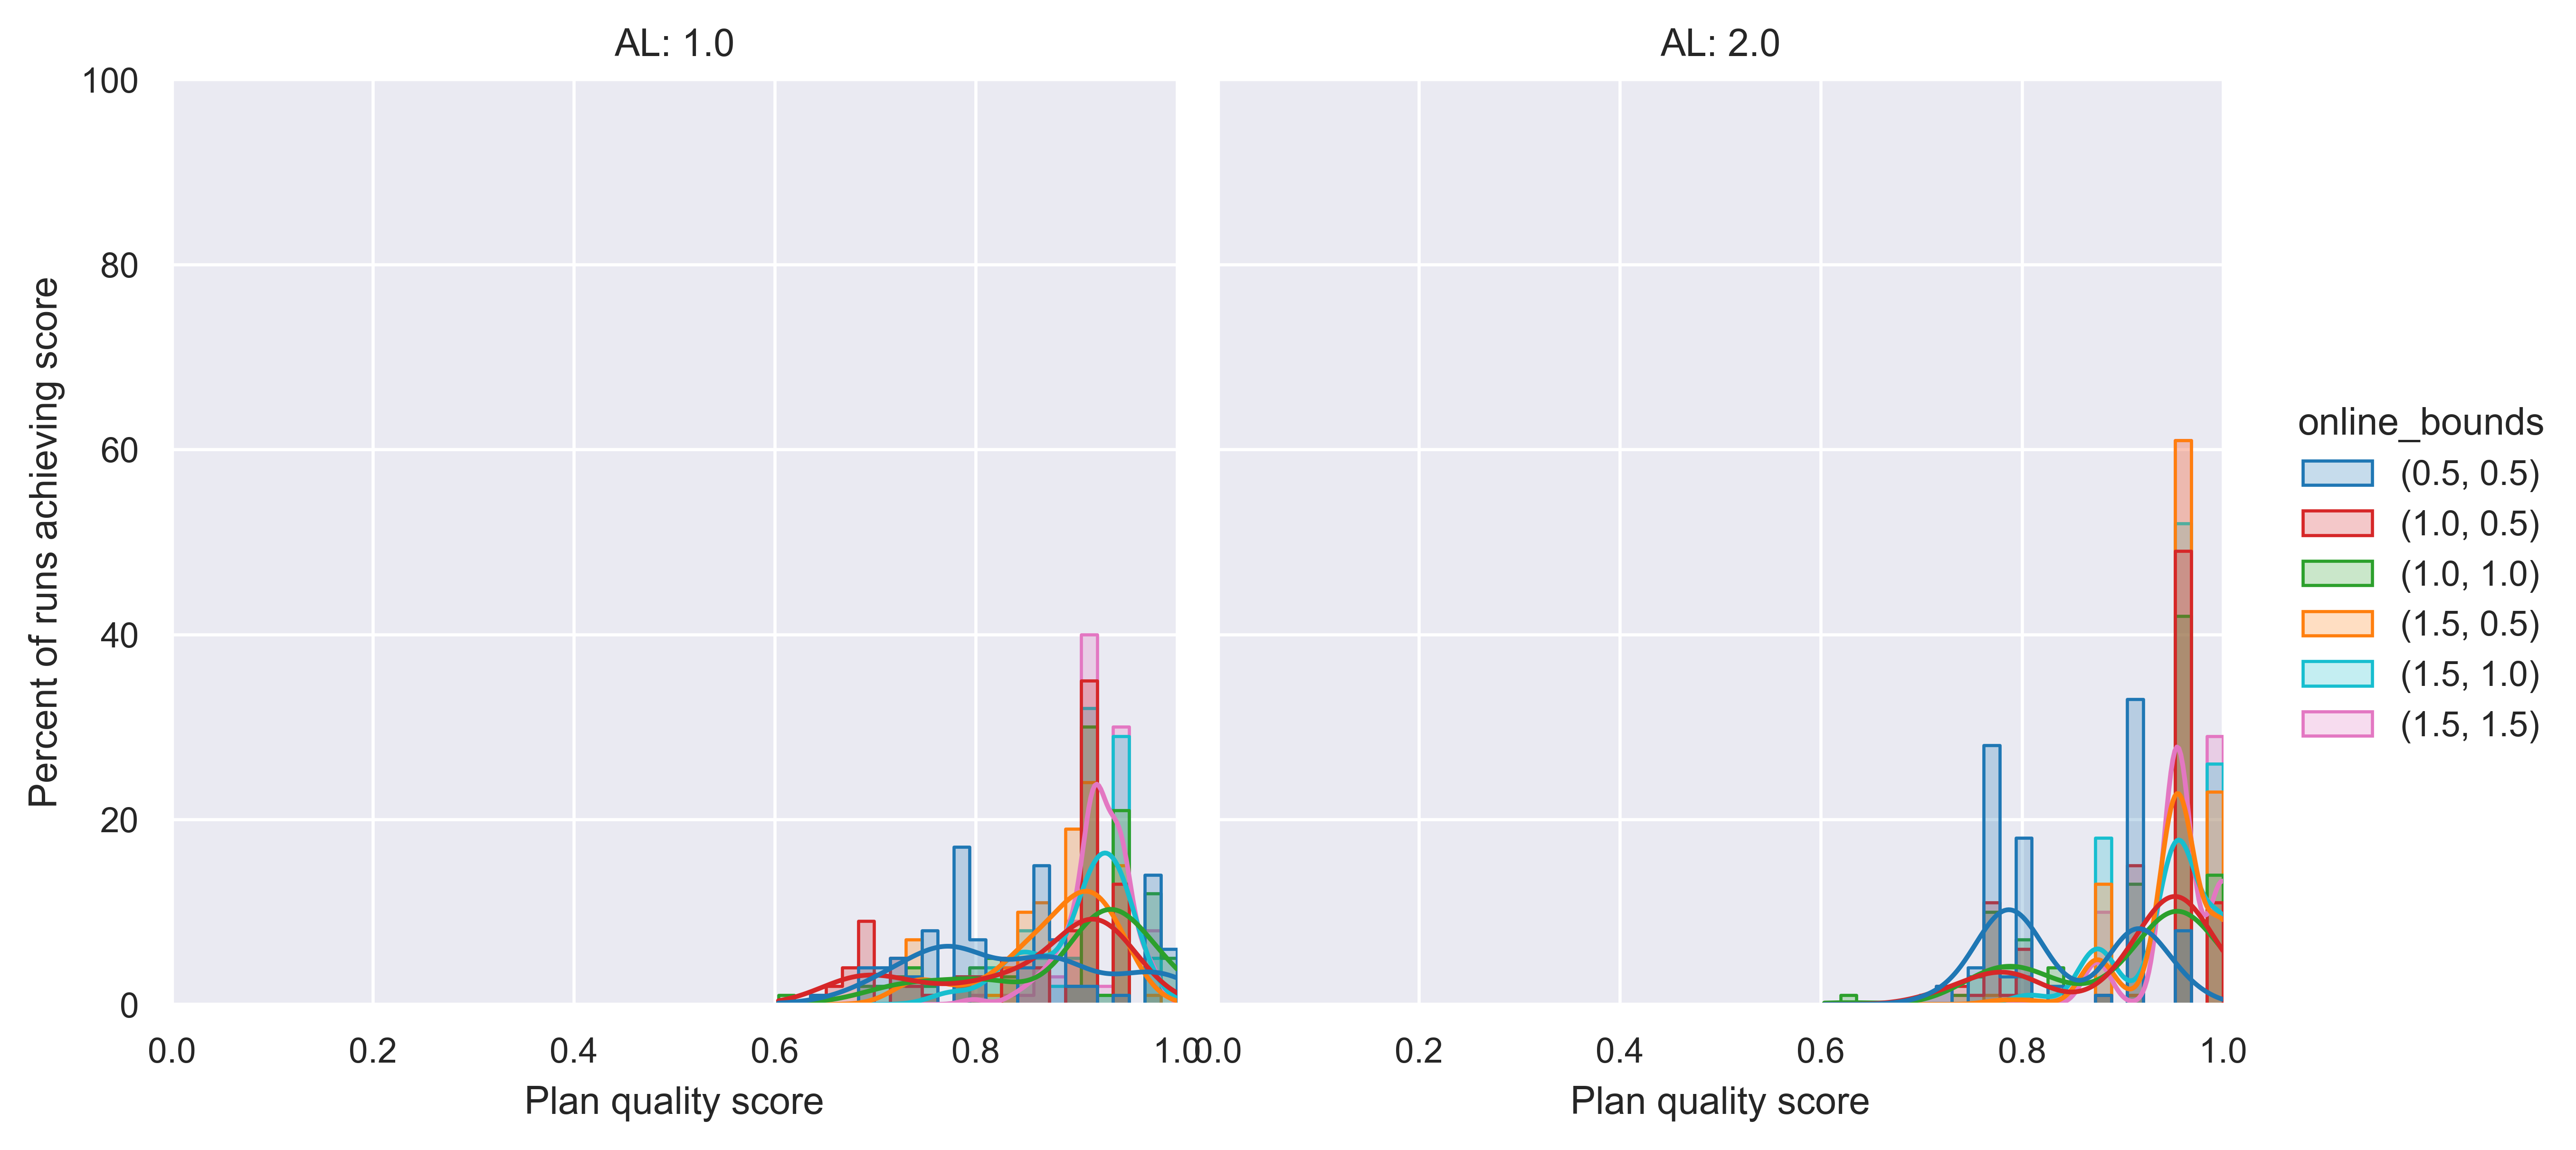 AL: 1.0
AL: 2.0
100
80
60
40
20
0
Percent of runs achieving score
0.0 0.2 0.4 0.6 0.8 1.0
0.0 0.2 0.4 0.6 0.8 1.0
Plan quality score
Plan quality score
online_bounds
(0.5, 0.5)
(1.0, 0.5)
(1.0, 1.0)
(1.5, 0.5)
(1.5, 1.0)
(1.5, 1.5)